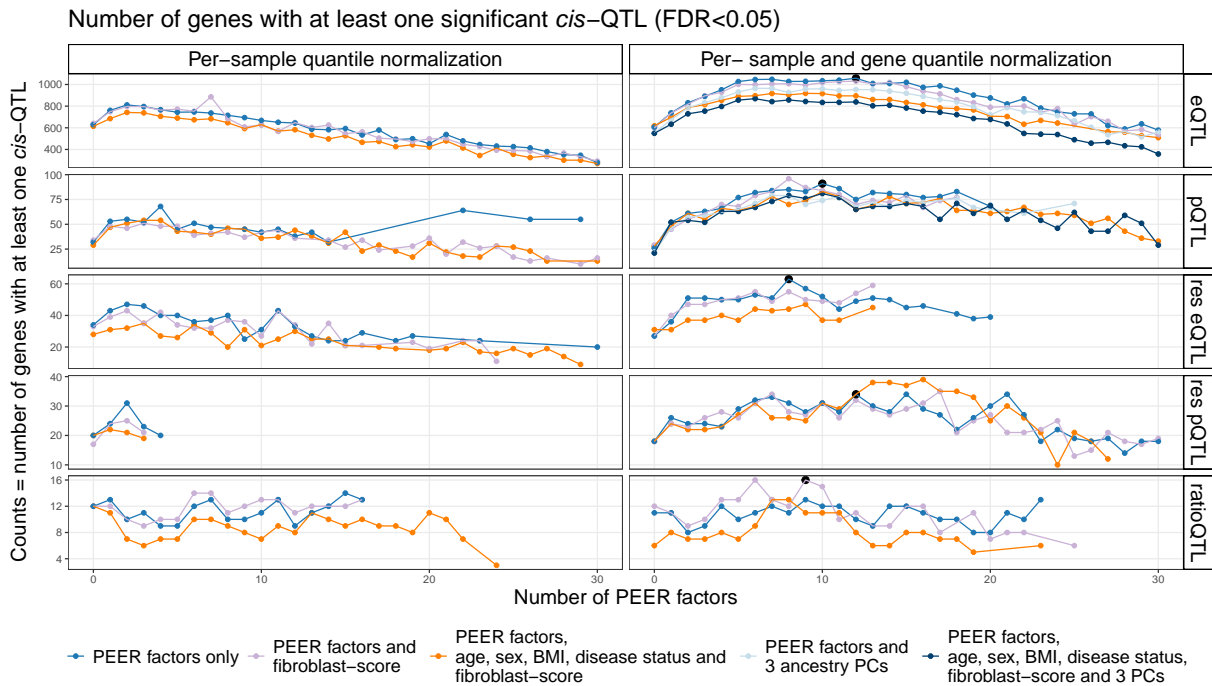 Number of genes with at least one significant cis−QTL (FDR<0.05)
Per−sample quantile normalization
Per− sample and gene quantile normalization
Counts = number of genes with at least one cis−QTL
1000
800
600
400
eQTL
100
75
50
25
pQTL
60
40
20
res eQTL
40
30
20
10
res pQTL
16
12
8
4
ratioQTL
0
10
20
30
0
10
20
30
Number of PEER factors
PEER factors only
PEER factors and
fibroblast−score
PEER factors,
age, sex, BMI, disease status and
fibroblast−score
PEER factors and
3 ancestry PCs
PEER factors,
age, sex, BMI, disease status,
fibroblast−score and 3 PCs